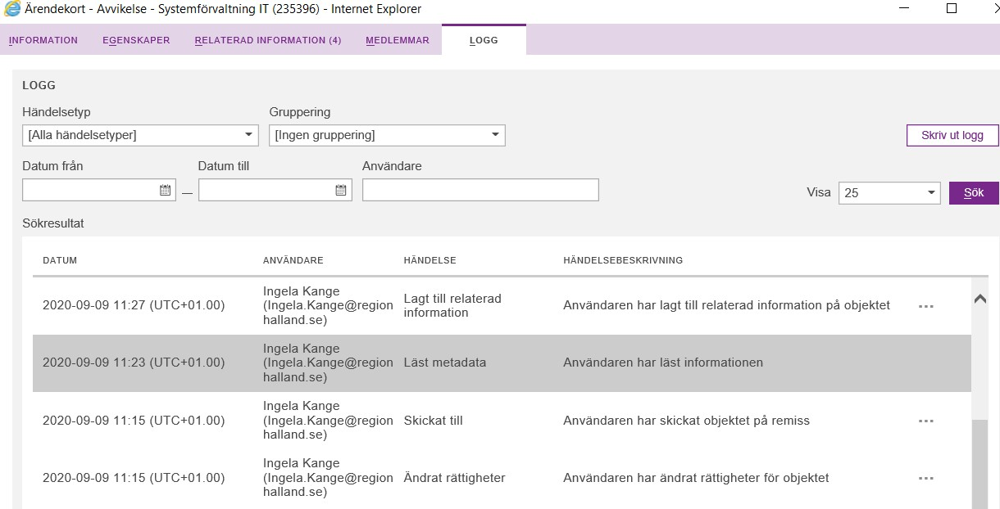 Ärendekort - Avvikelse - Systemförvaltning IT (235396) - Internet Explorer
INFORMATION EGENSKAPER RELATERAD INFORMATION (4) MEDLEMMAR LOGG
LOGG
Händelsetyp Gruppering
[Alla händelsetyper] [Ingen gruppering] Skriv ut logg
Datum från Datum till Användare
— Visa 25 Sök
Sökresultat
DATUM ANVÄNDARE HÄNDELSE HÄNDELSEBESKRIVNING
2020-09-09 11:27 (UTC+01.00)
Ingela Kange
(Ingela.Kange@region
halland.se)
Lagt till relaterad
information
Användaren har lagt till relaterad information på objektet
2020-09-09 11:23 (UTC+01.00)
Ingela Kange
(Ingela.Kange@region
halland.se)
Läst metadata
Användaren har läst informationen
2020-09-09 11:15 (UTC+01.00)
Ingela Kange
(Ingela.Kange@region
halland.se)
Skickat till
Användaren har skickat objektet på remiss
2020-09-09 11:15 (UTC+01.00)
Ingela Kange
(Ingela.Kange@region
halland.se)
Ändrat rättigheter
Användaren har ändrat rättigheter för objektet